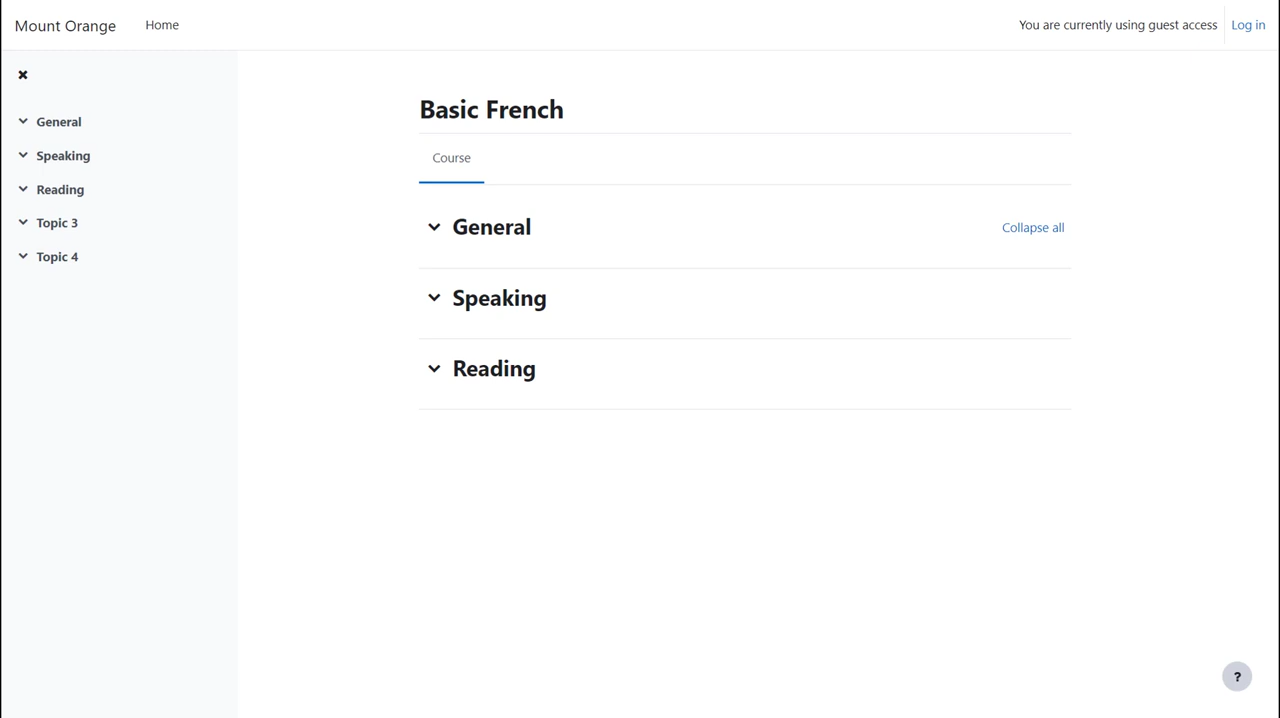 Mount Orange Home You are currently using guest access Log in
General
Speaking
Reading
Topic 3
Topic 4
Basic French
Course
General Collapse all
Speaking
Reading
?